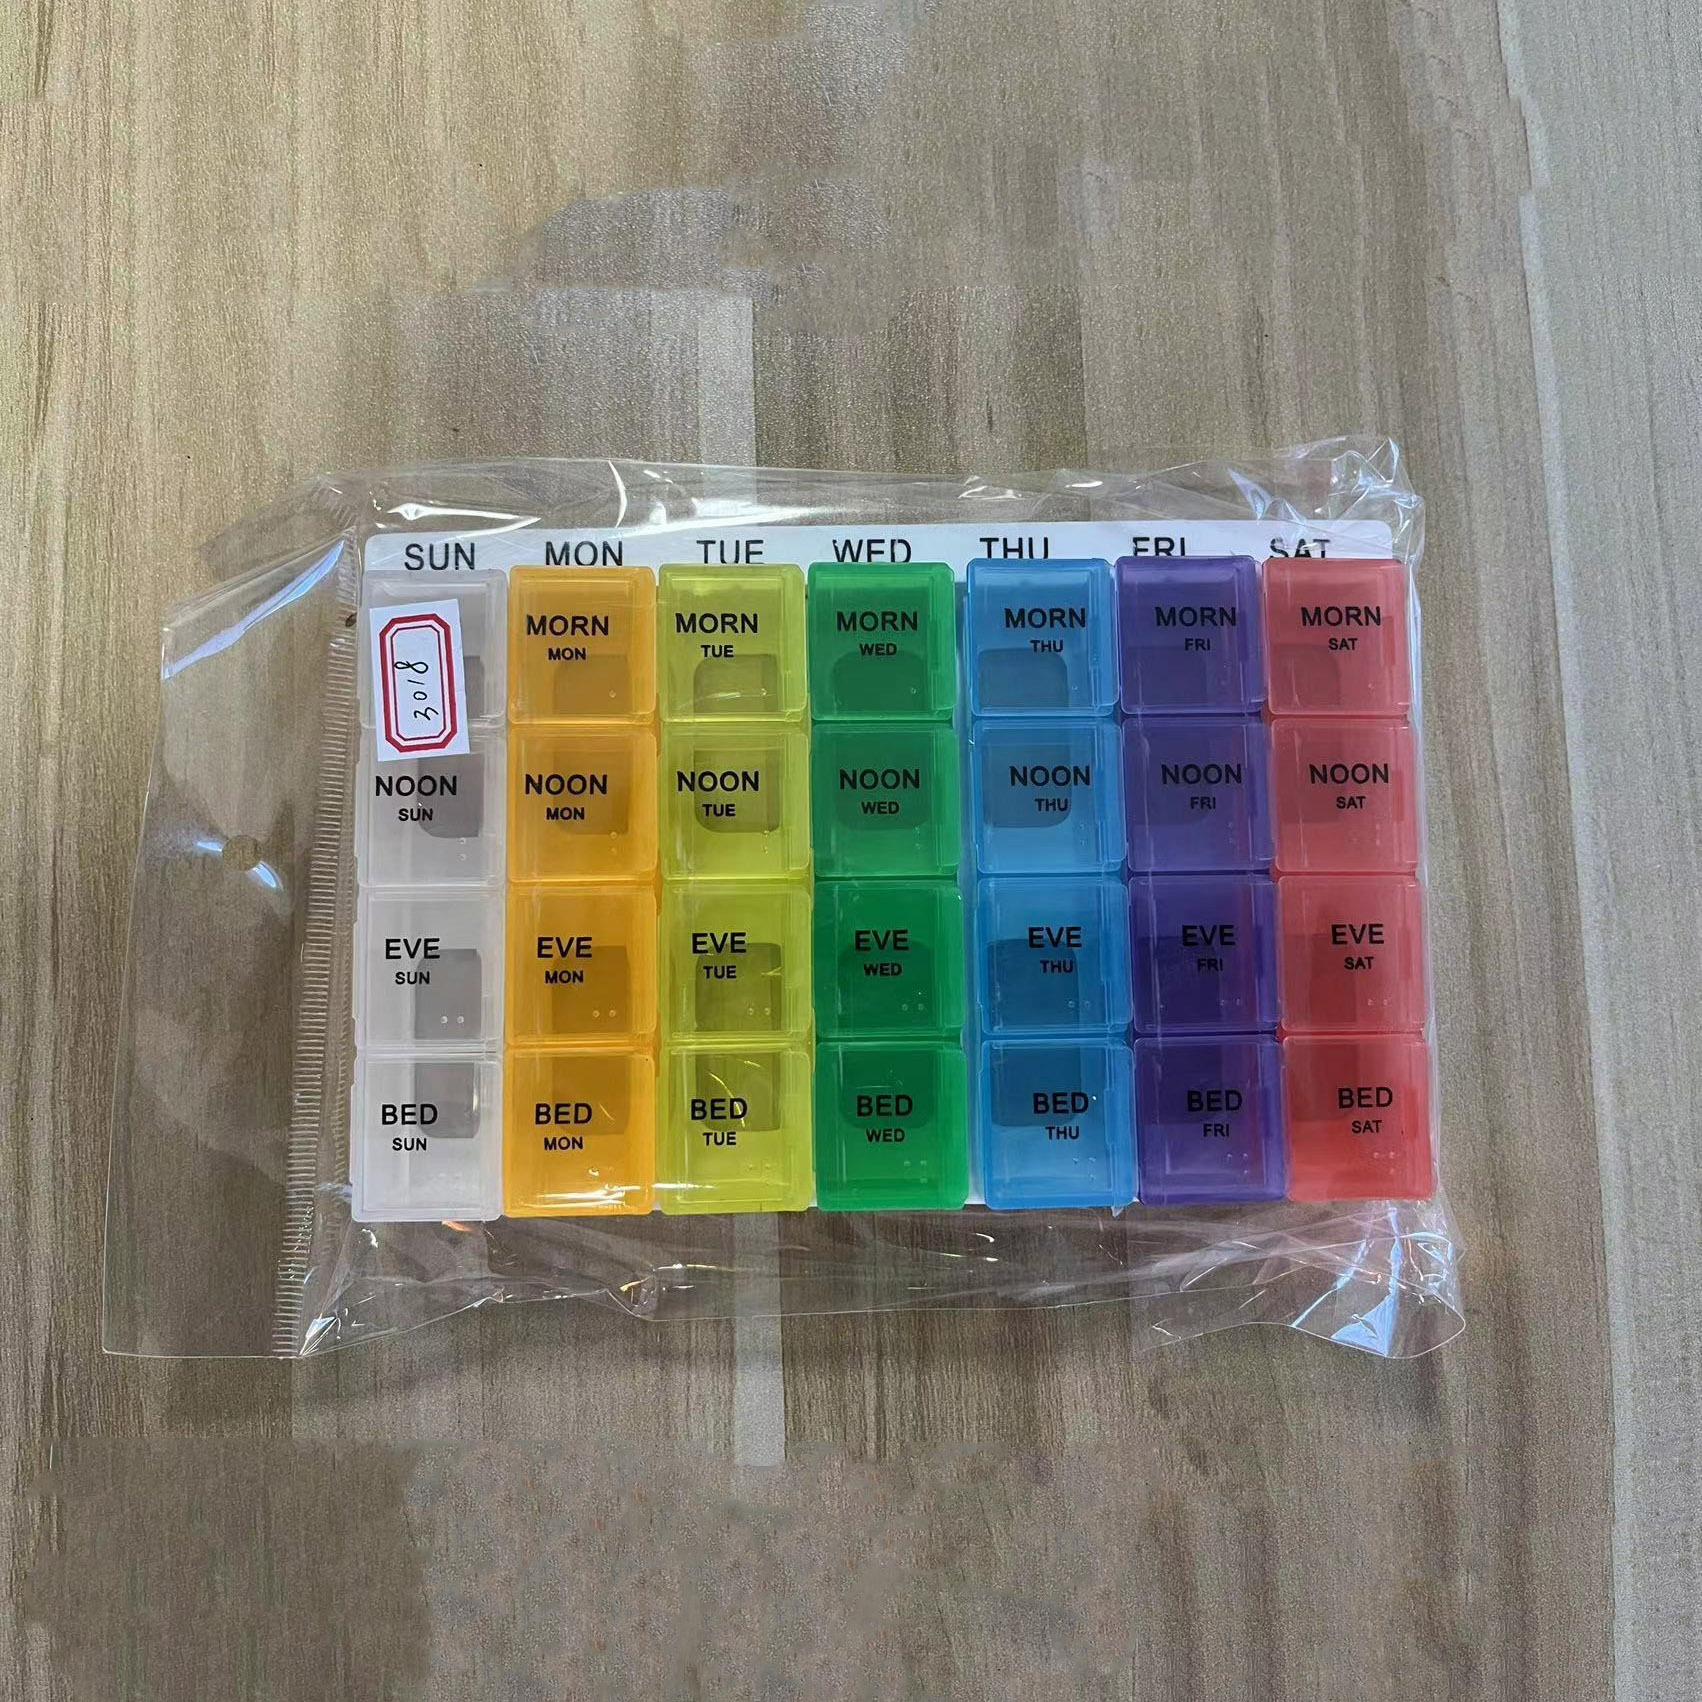 SUN MON TUE WED THU FRI SAT
3018
MORN MORN MORN MORN MORN MORN
MON TUE WED THU FRI SAT
NOON NOON NOON NOON NOON NOON NOON
SUN MON TUE WED THU FRI SAT
EVE EVE EVE EVE EVE EVE EVE
SUN MON TUE WED THU FRI SAT
BED BED BED BED BED BED BED
SUN MON TUE WED THU FRI SAT